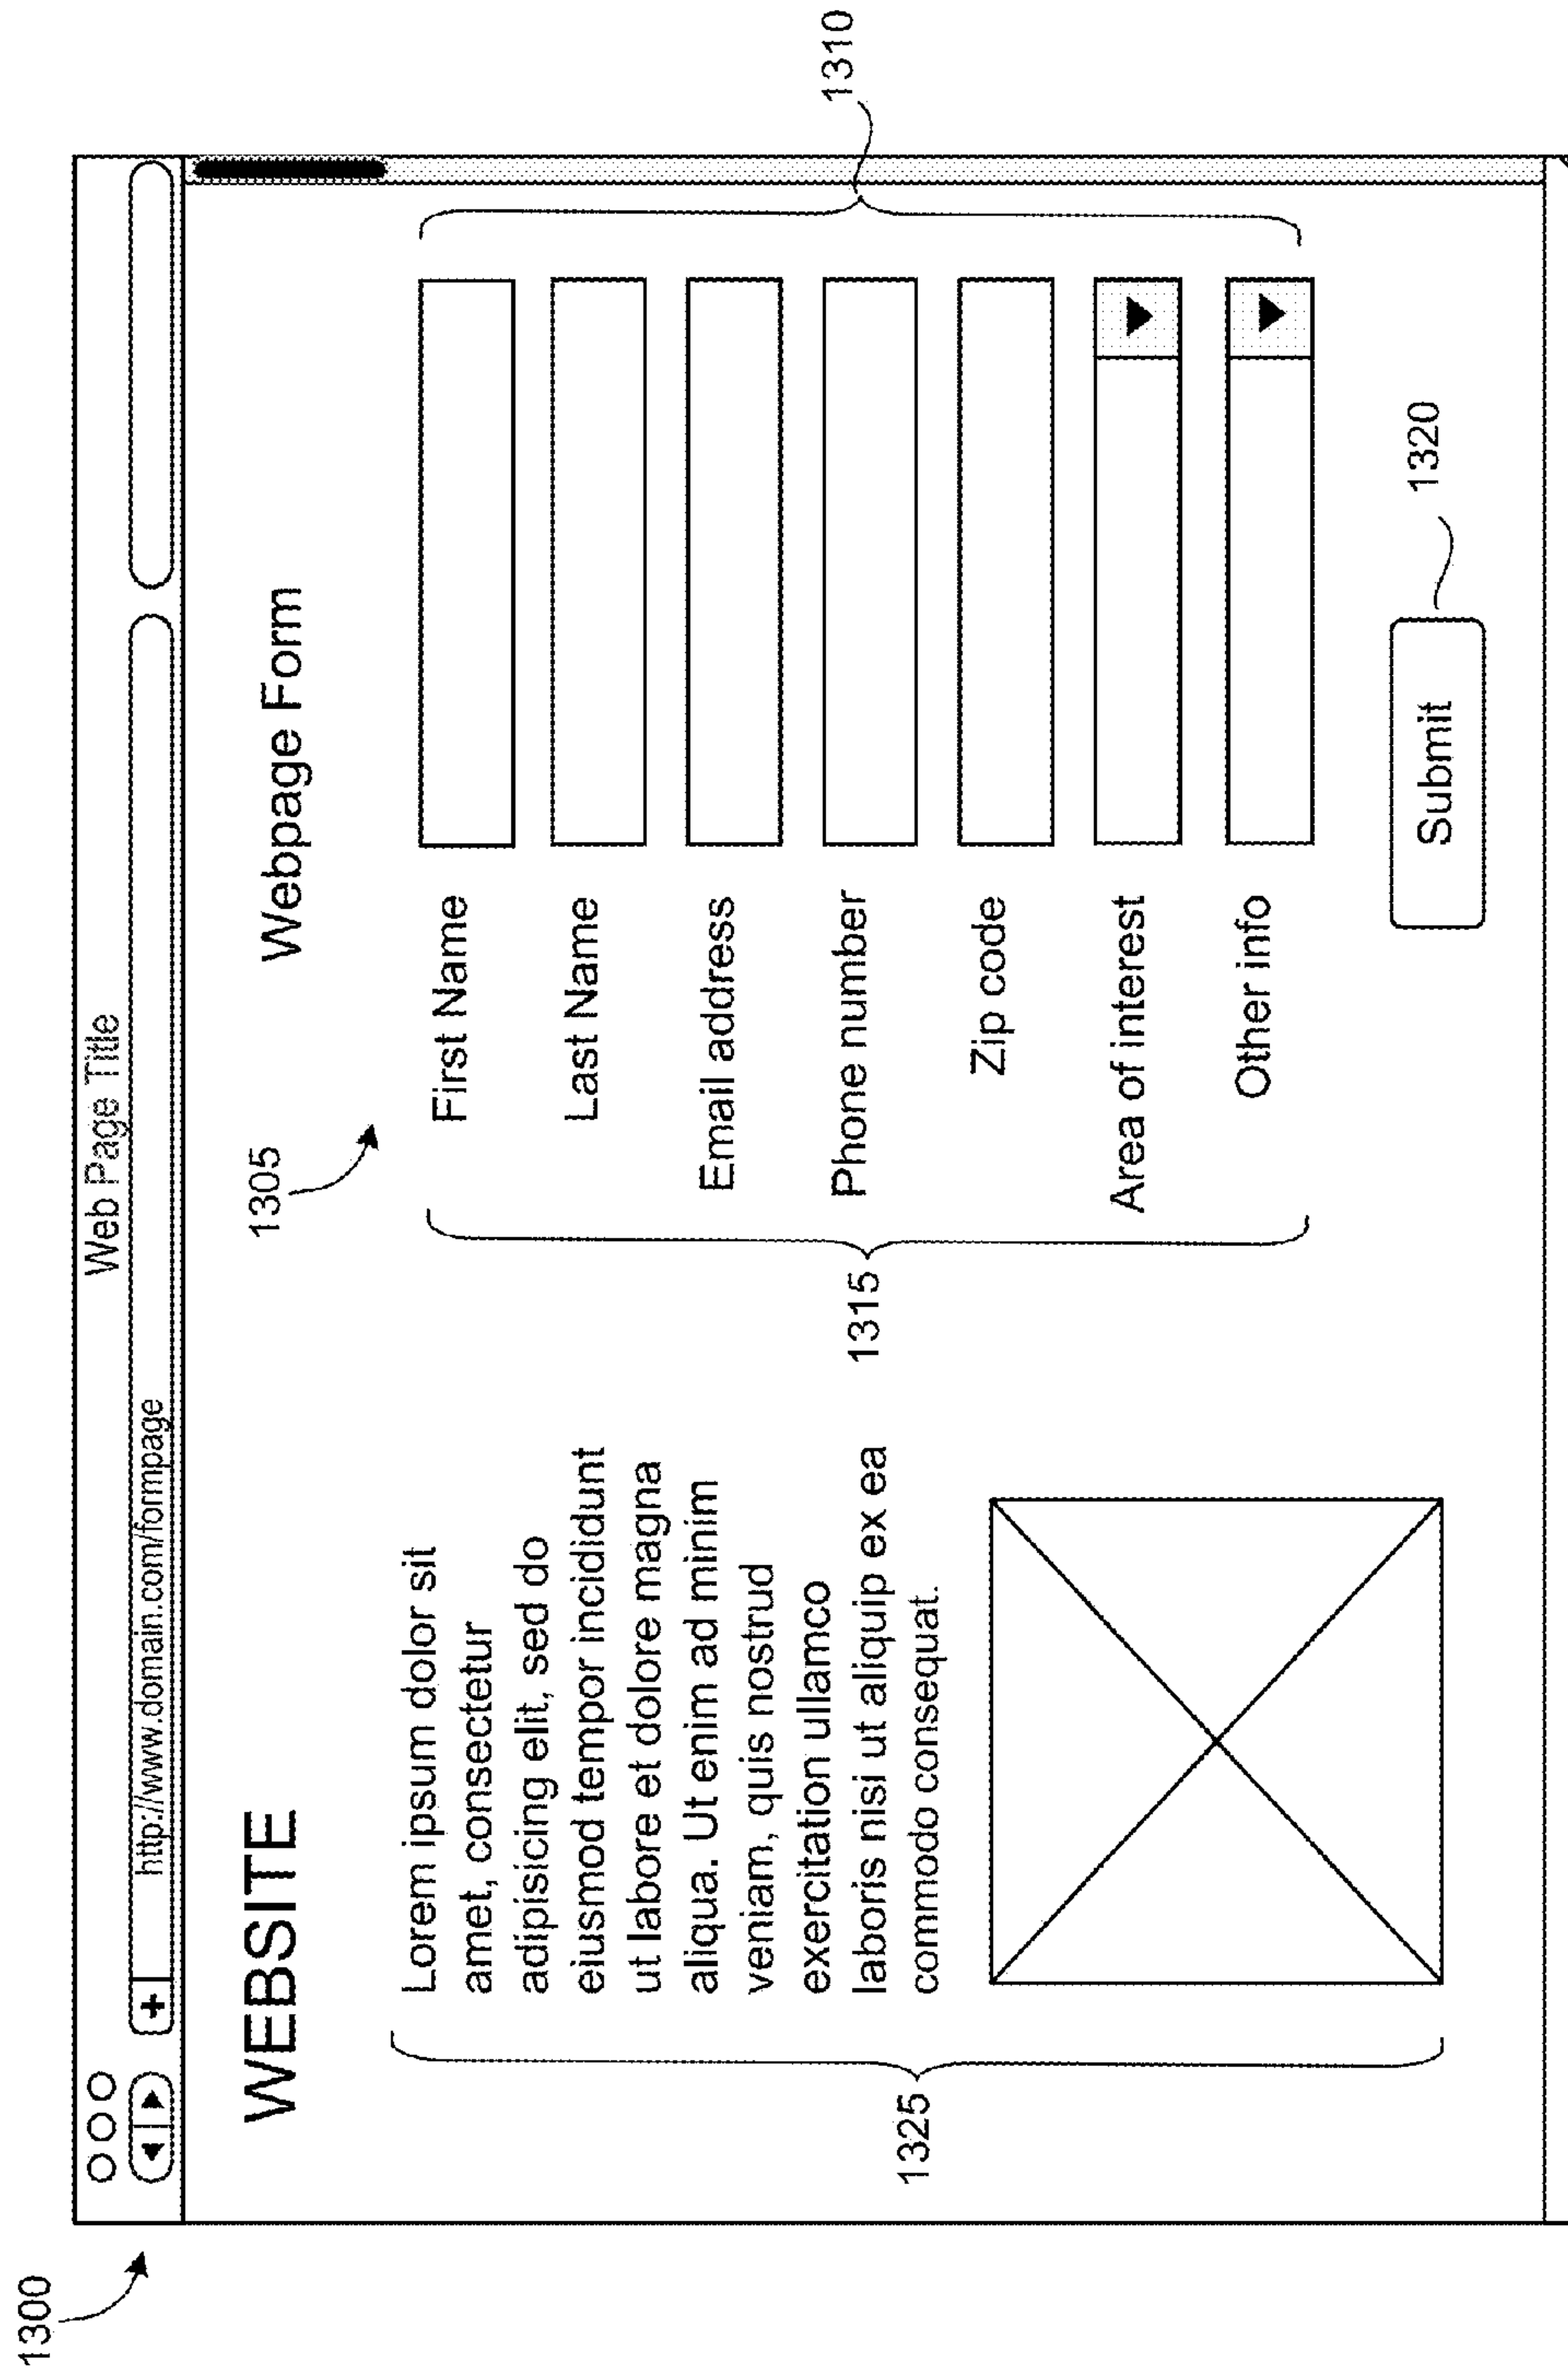 1300
Web Page Title
http://www.domain.com/formpage
WEBSITE
1325
Lorem ipsum dolor sit
amet, consectetur
adipisicing elit, sed do
eiusmod tempor incididunt
ut labore et dolore magna
aliqua. Ut enim ad minim
veniam, quis nostrud
exercitation ullamco
laboris nisi ut aliquip ex ea
commodo consequat.
1305
Webpage Form
1315
First Name
Last Name
Email address
Phone number
Zip code
Area of interest
Other info
1310
Submit
1320